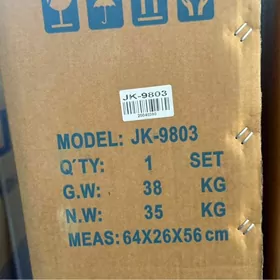 JK-9803
MODEL: JK-9803
Q'TY: 1 SET
G.W: 38 KG
N.W: 35 KG
MEAS: 64X26X56 cm